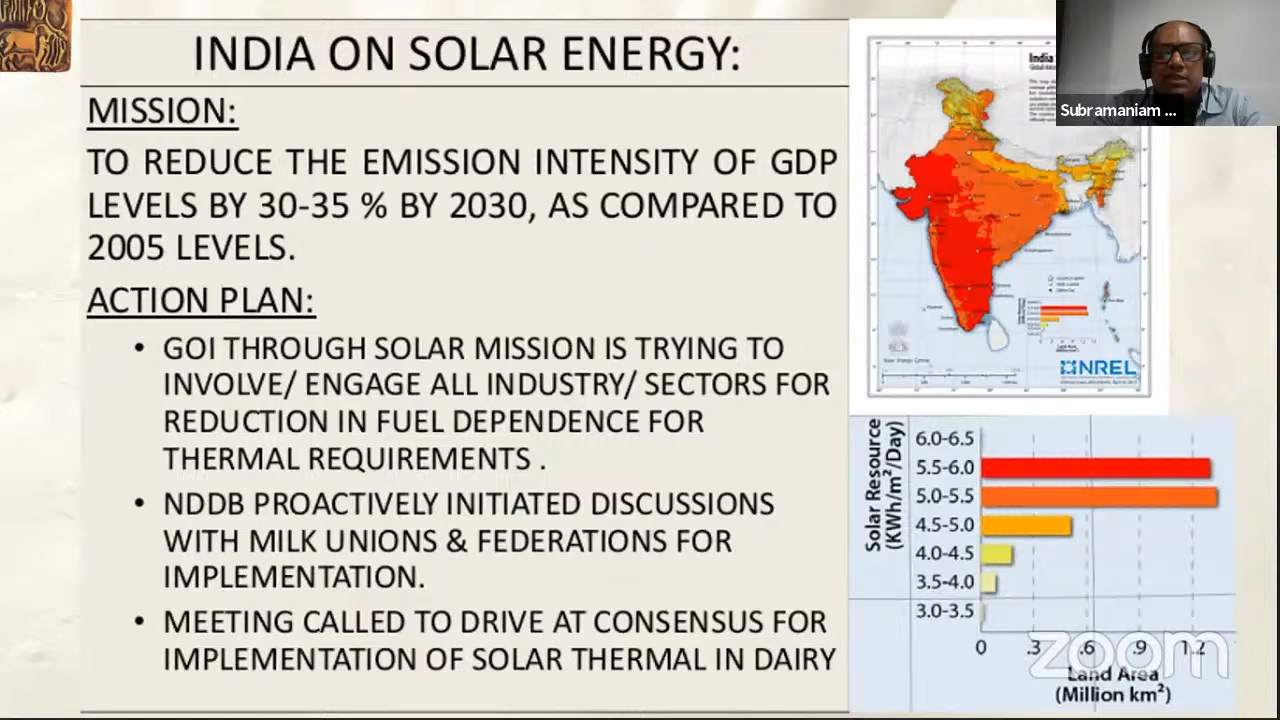 INDIA ON SOLAR ENERGY:
MISSION:
TO REDUCE THE EMISSION INTENSITY OF GDP
LEVELS BY 30-35 % BY 2030, AS COMPARED TO
2005 LEVELS.
ACTION PLAN:
• GOI THROUGH SOLAR MISSION IS TRYING TO
INVOLVE/ ENGAGE ALL INDUSTRY/ SECTORS FOR
REDUCTION IN FUEL DEPENDENCE FOR
THERMAL REQUIREMENTS .
• NDDB PROACTIVELY INITIATED DISCUSSIONS
WITH MILK UNIONS & FEDERATIONS FOR
IMPLEMENTATION.
• MEETING CALLED TO DRIVE AT CONSENSUS FOR
IMPLEMENTATION OF SOLAR THERMAL IN DAIRY
India
Subramaniam ...
NREL
Solar Resource
(KWh/m²/Day)
6.0-6.5
5.5-6.0
5.0-5.5
4.5-5.0
4.0-4.5
3.5-4.0
3.0-3.5
0 .3 .6 .9 1.2
Land Area
(Million km²)
zoom